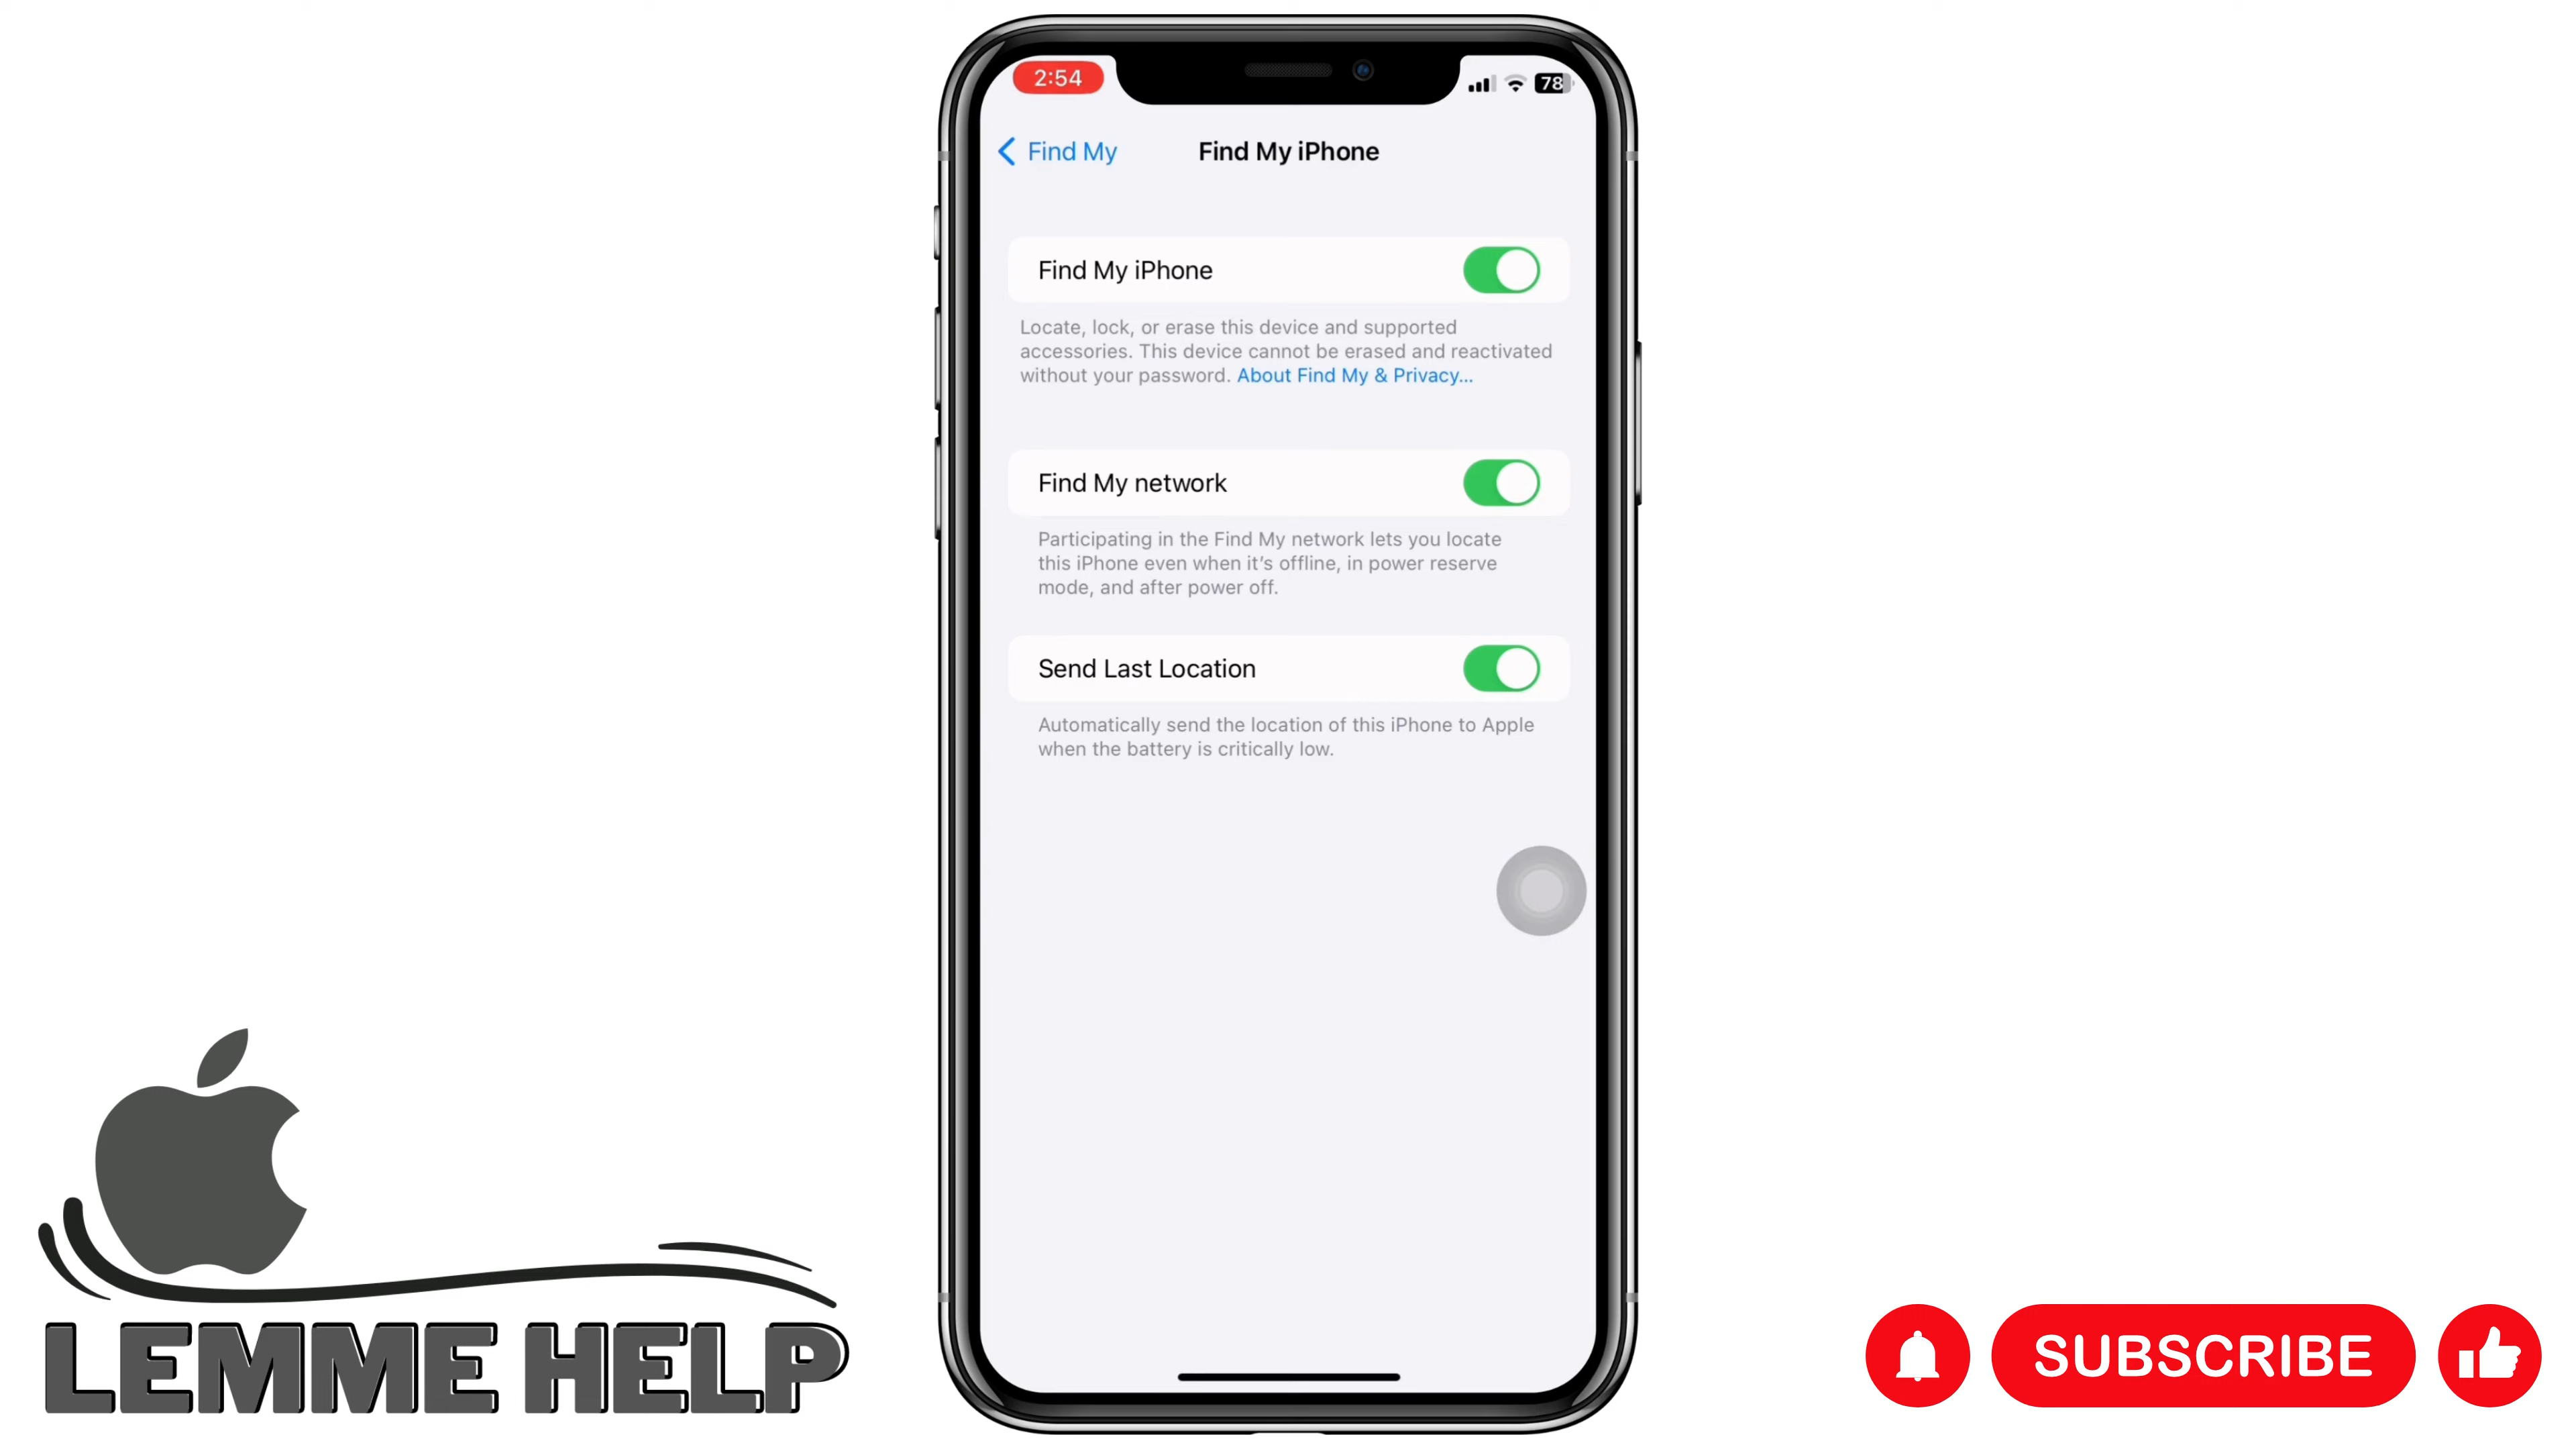 2:54
78
Find My
Find My iPhone
Find My iPhone
Locate, lock, or erase this device and supported
accessories. This device cannot be erased and reactivated
without your password. About Find My & Privacy...
Find My network
Participating in the Find My network lets you locate
this iPhone even when it's offline, in power reserve
mode, and after power off.
Send Last Location
Automatically send the location of this iPhone to Apple
when the battery is critically low.
LEMME HELP
SUBSCRIBE